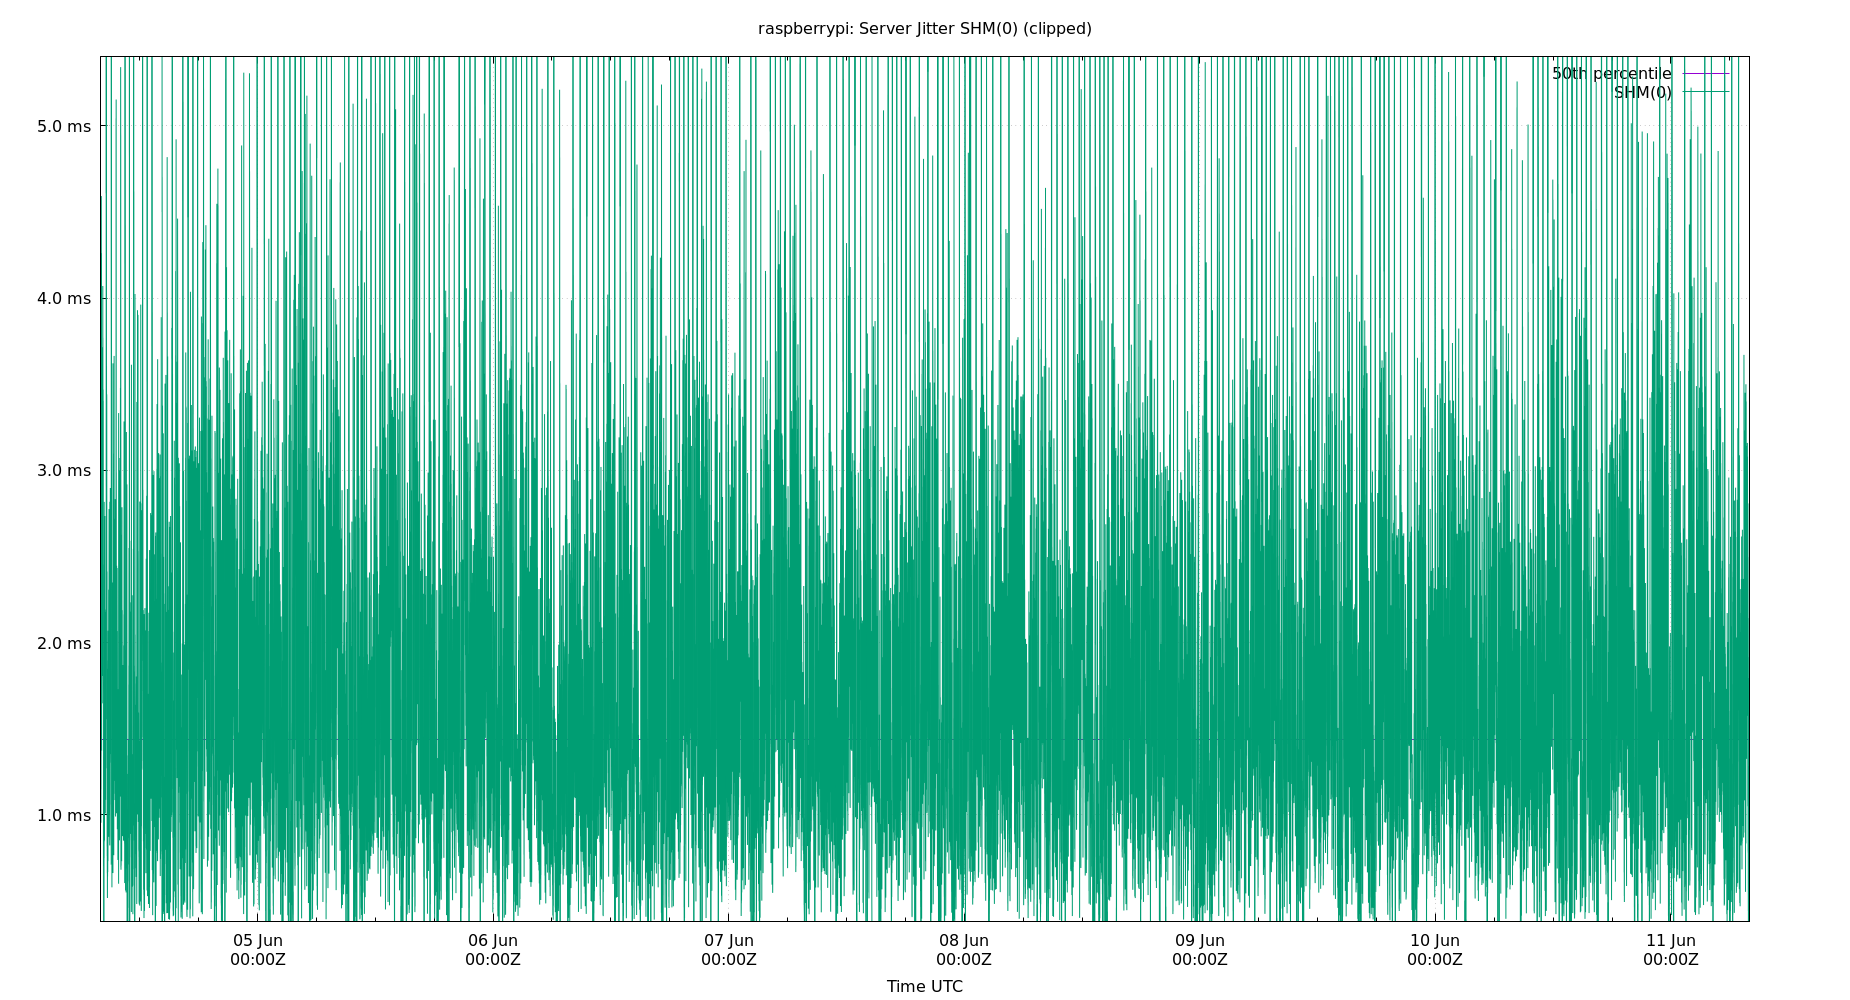 raspberrypi: Server Jitter SHM(0) (clipped)
50th percentile
SHM(0)
5.0 ms
4.0 ms
3.0 ms
2.0 ms
1.0 ms
05 Jun 06 Jun 07 Jun 08 Jun 09 Jun 10 Jun 11 Jun
00:00Z 00:00Z 00:00Z 00:00Z 00:00Z 00:00Z 00:00Z
Time UTC